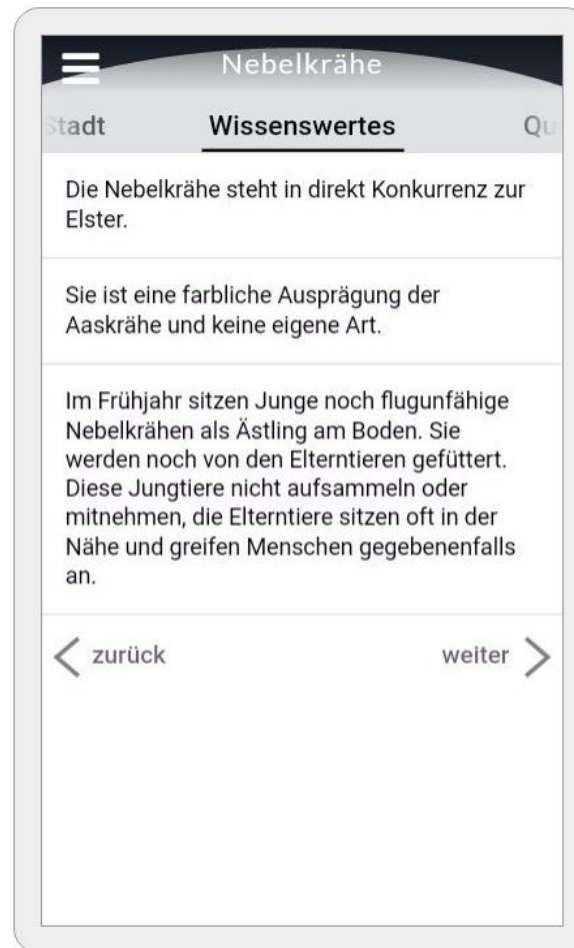 Nebelkrähe
Stadt Wissenswertes Qu
Die Nebelkrähe steht in direkt Konkurrenz zur
Elster.
Sie ist eine farbliche Ausprägung der
Aaskrähe und keine eigene Art.
Im Frühjahr sitzen Junge noch flugunfähige
Nebelkrähen als Ästling am Boden. Sie
werden noch von den Elterntieren gefüttert.
Diese Jungtiere nicht aufsammeln oder
mitnehmen, die Elterntiere sitzen oft in der
Nähe und greifen Menschen gegebenenfalls
an.
zurück weiter